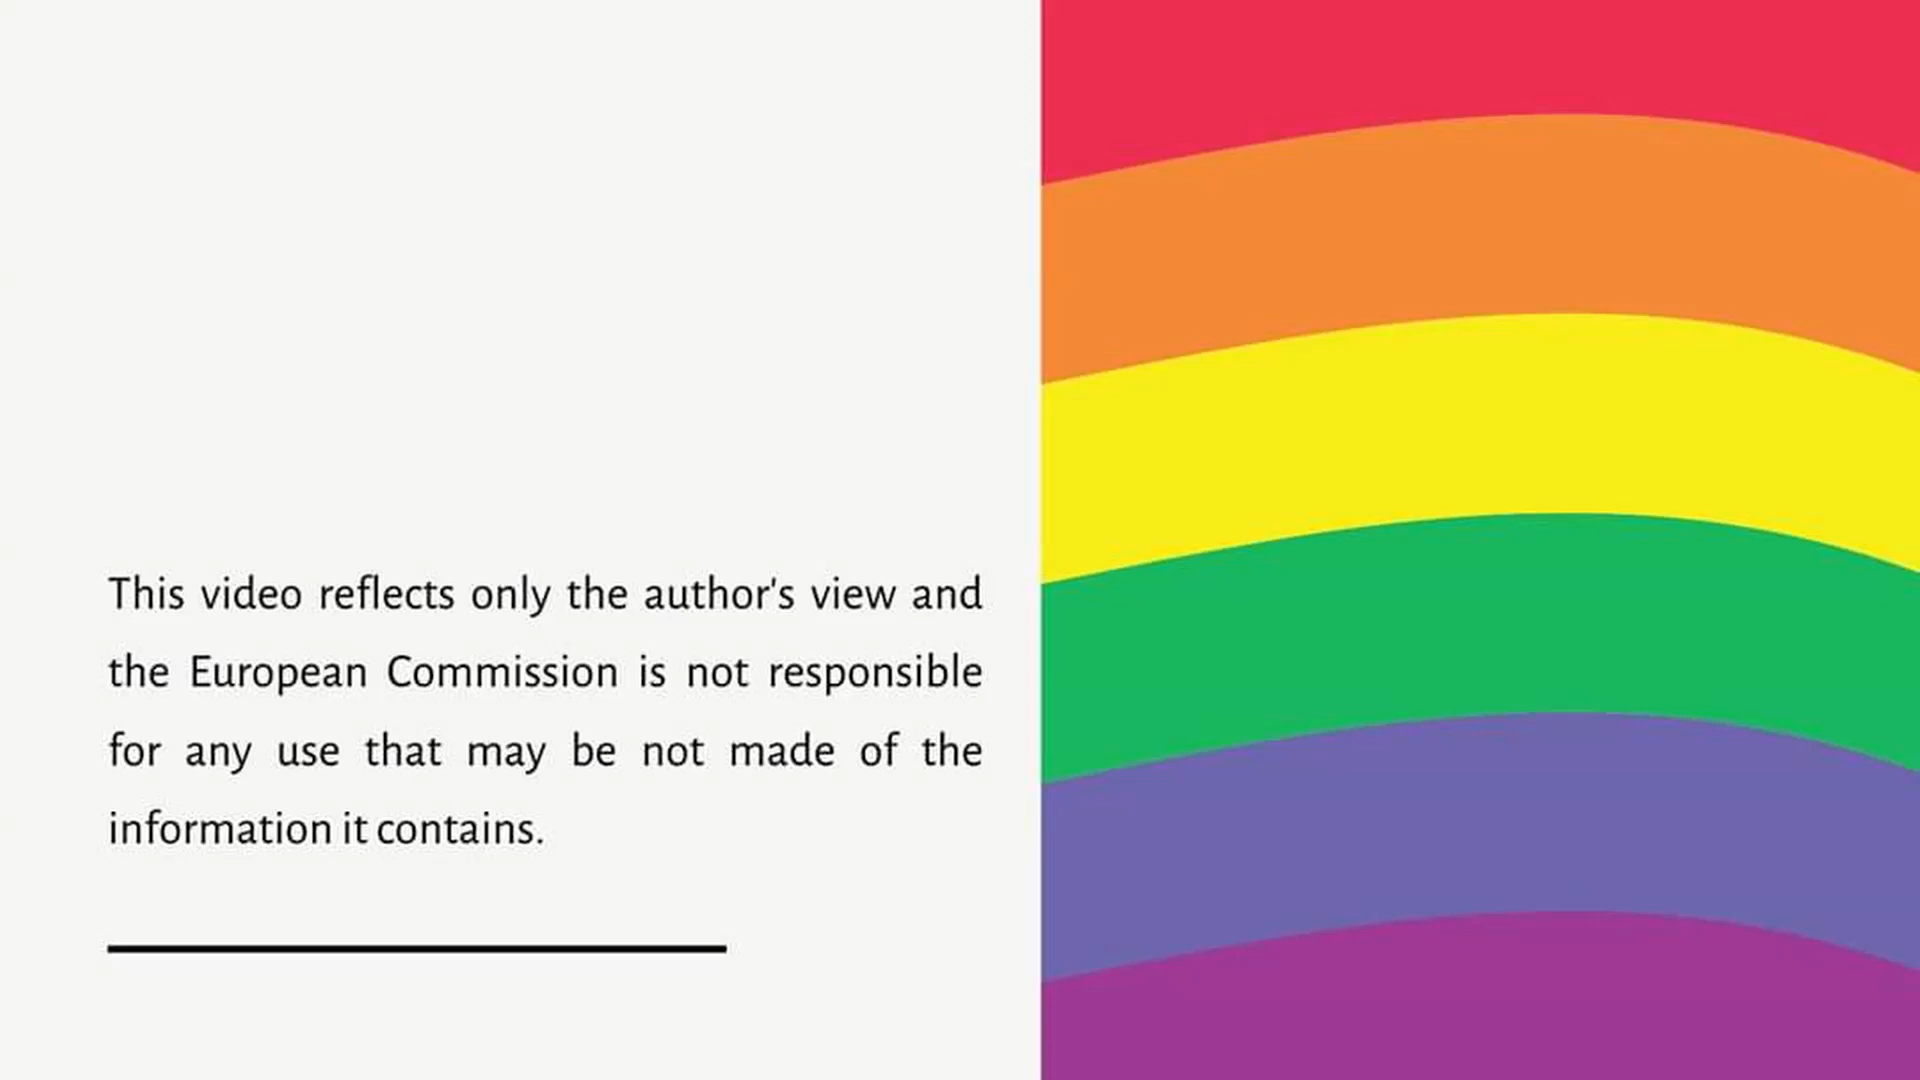 This video reflects only the author's view and
the European Commission is not responsible
for any use that may be not made of the
information it contains.